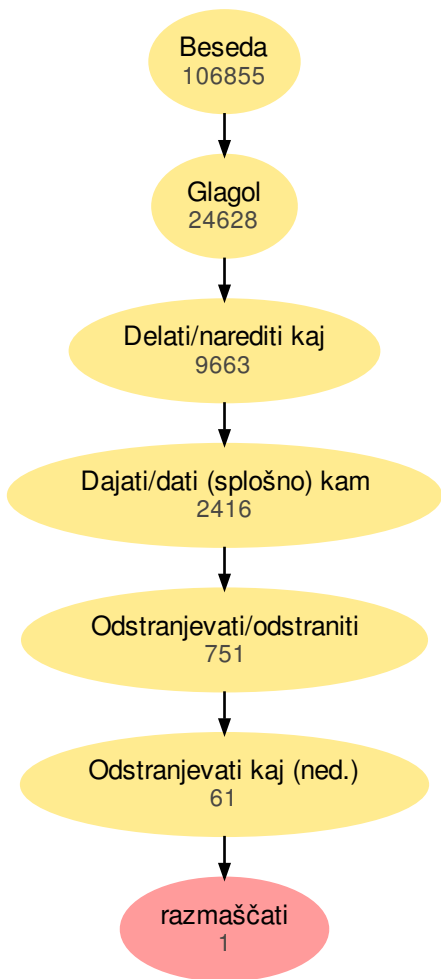 Beseda
106855
Glagol
24628
Delati/narediti kaj
9663
Dajati/dati (splošno) kam
2416
Odstranjevati/odstraniti
751
Odstranjevati kaj (ned.)
61
razmaščati
1